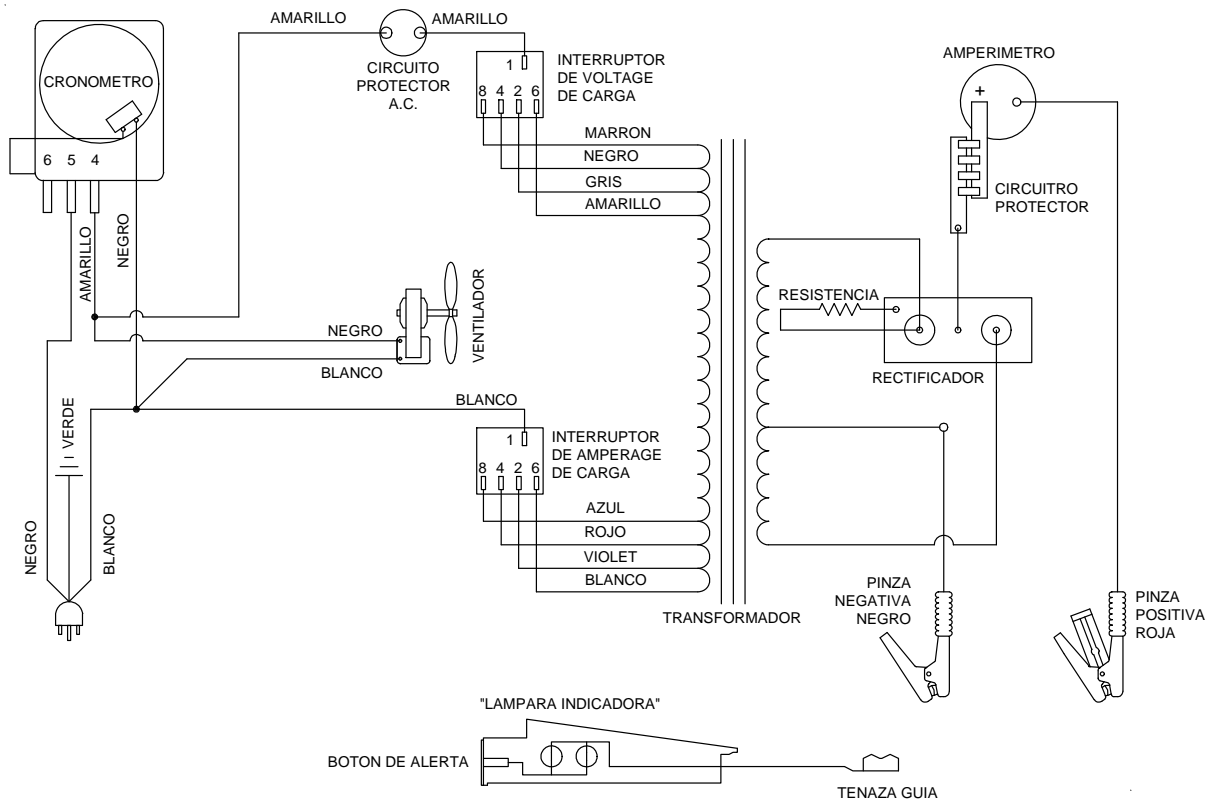 AMARILLO
AMARILLO
CRONOMETRO
6 5 4
CIRCUITO
PROTECTOR
A.C.
1
8 4 2 6
INTERRUPTOR
DE VOLTAGE
DE CARGA
MARRON
NEGRO
GRIS
AMARILLO
AMPERIMETRO
+
CIRCUITRO
PROTECTOR
AMARILLO
NEGRO
VENTILADOR
NEGRO
BLANCO
RESISTENCIA
RECTIFICADOR
VERDE
NEGRO
BLANCO
BLANCO
1
8 4 2 6
INTERRUPTOR
DE AMPERAGE
DE CARGA
AZUL
ROJO
VIOLET
BLANCO
TRANSFORMADOR
PINZA
NEGATIVA
NEGRO
PINZA
POSITIVA
ROJA
"LAMPARA INDICADORA"
BOTON DE ALERTA
TENAZA GUIA